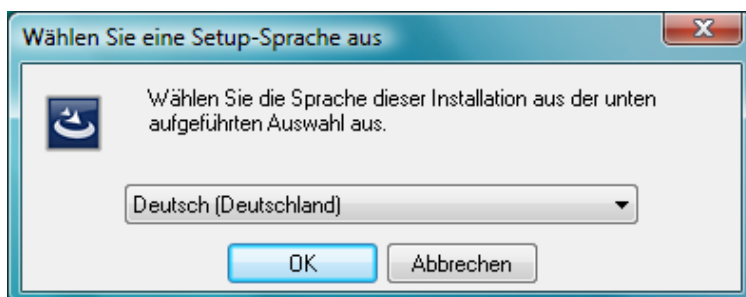 Wählen Sie eine Setup-Sprache aus
Wählen Sie die Sprache dieser Installation aus der unten
aufgeführten Auswahl aus.
Deutsch (Deutschland)
OK
Abbrechen